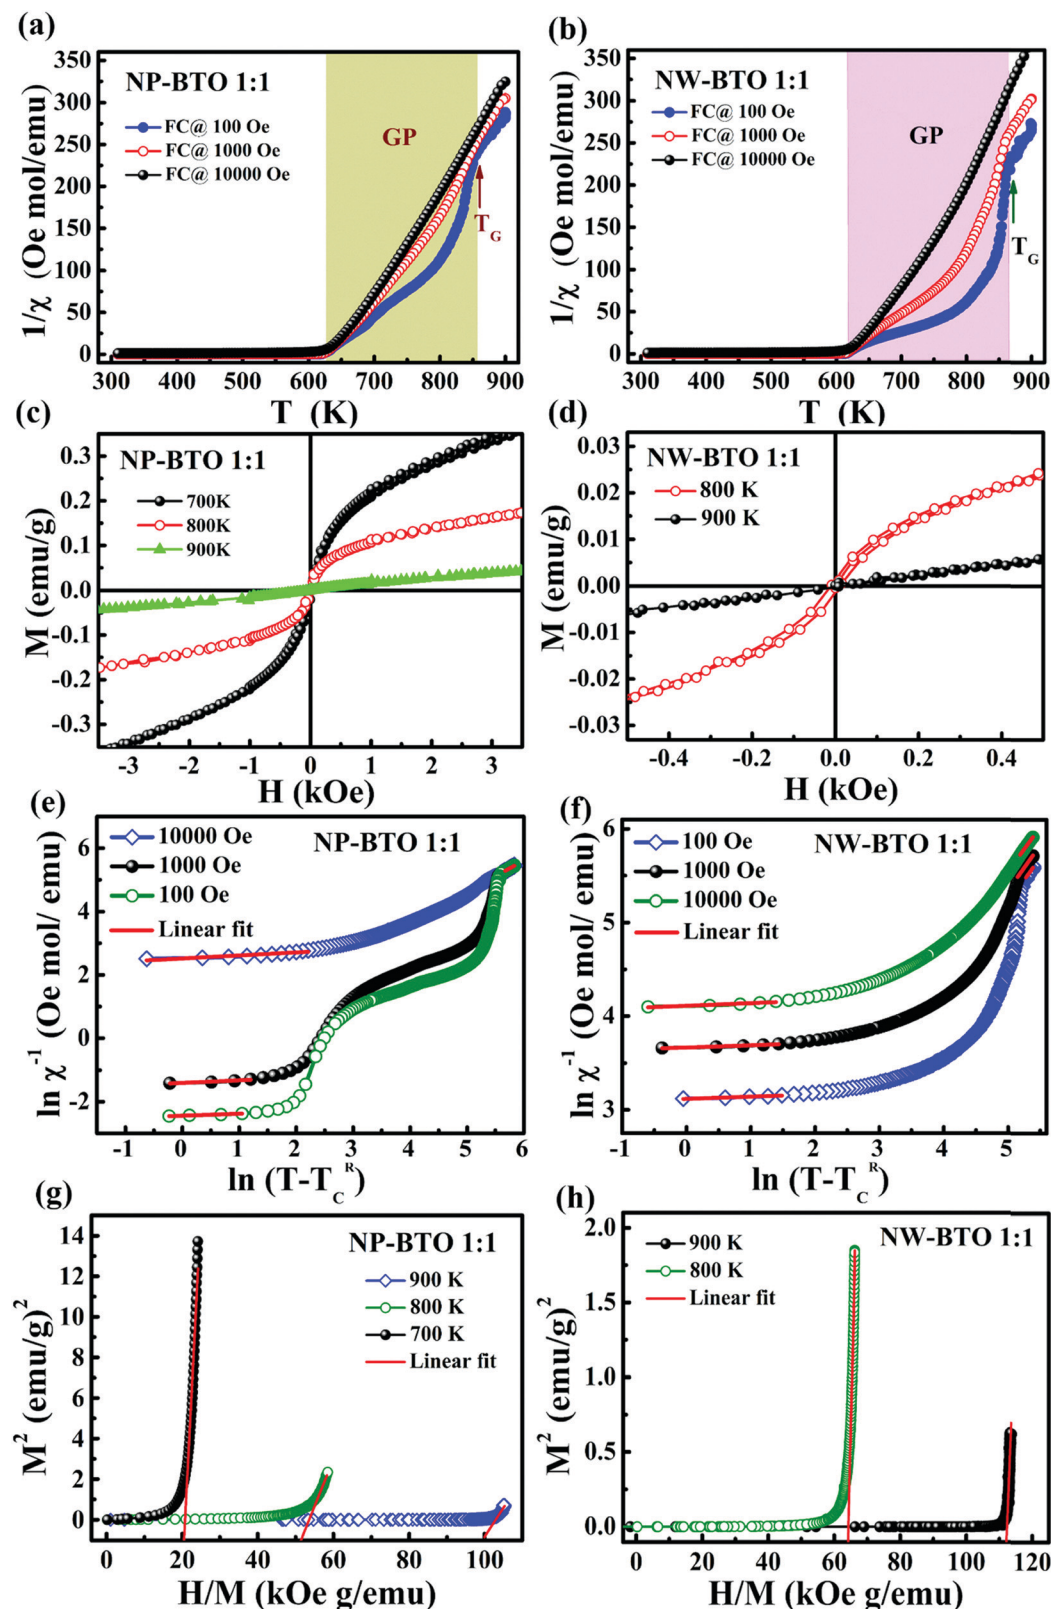 (a)
NP-BTO 1:1
FC@ 100 Oe
FC@ 1000 Oe
FC@ 10000 Oe
GP
T_G
350
300
250
200
150
100
50
0
1/χ (Oe mol/emu)
300 400 500 600 700 800 900
T (K)
(b)
NW-BTO 1:1
FC@ 100 Oe
FC@ 1000 Oe
FC@ 10000 Oe
GP
T_G
350
300
250
200
150
100
50
0
1/χ (Oe mol/emu)
300 400 500 600 700 800 900
T (K)
(c)
NP-BTO 1:1
700K
800K
900K
0.3
0.2
0.1
0.0
-0.1
-0.2
-0.3
M (emu/g)
-3 -2 -1 0 1 2 3
H (kOe)
(d)
NW-BTO 1:1
800 K
900 K
0.03
0.02
0.01
0.00
-0.01
-0.02
-0.03
M (emu/g)
-0.4 -0.2 0.0 0.2 0.4
H (kOe)
(e)
10000 Oe
1000 Oe
100 Oe
Linear fit
NP-BTO 1:1
6
4
2
0
-2
ln χ^-1 (Oe mol/ emu)
-1 0 1 2 3 4 5 6
ln (T-T_C^R)
(f)
100 Oe
1000 Oe
10000 Oe
Linear fit
NW-BTO 1:1
6
5
4
3
ln χ^-1 (Oe mol/ emu)
-1 0 1 2 3 4 5
ln (T-T_C^R)
(g)
NP-BTO 1:1
900 K
800 K
700 K
Linear fit
14
12
10
8
6
4
2
0
M^2 (emu/g)^2
0 20 40 60 80 100
H/M (kOe g/emu)
(h)
NW-BTO 1:1
900 K
800 K
Linear fit
2.0
1.5
1.0
0.5
0.0
M^2 (emu/g)^2
0 20 40 60 80 100 120
H/M (kOe g/emu)